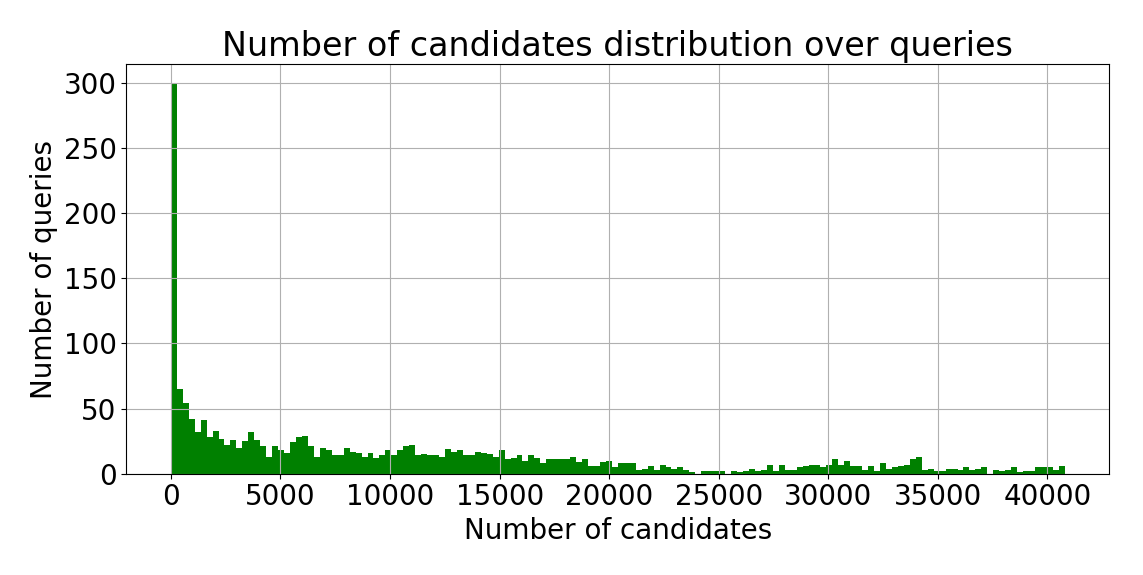 Number of candidates distribution over queries
Number of queries
300
250
200
150
100
50
0
0 5000 10000 15000 20000 25000 30000 35000 40000
Number of candidates